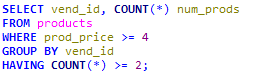 SELECT vend_id, COUNT(*) num_prods
FROM products
WHERE prod_price >= 4
GROUP BY vend_id
HAVING COUNT(*) >= 2;